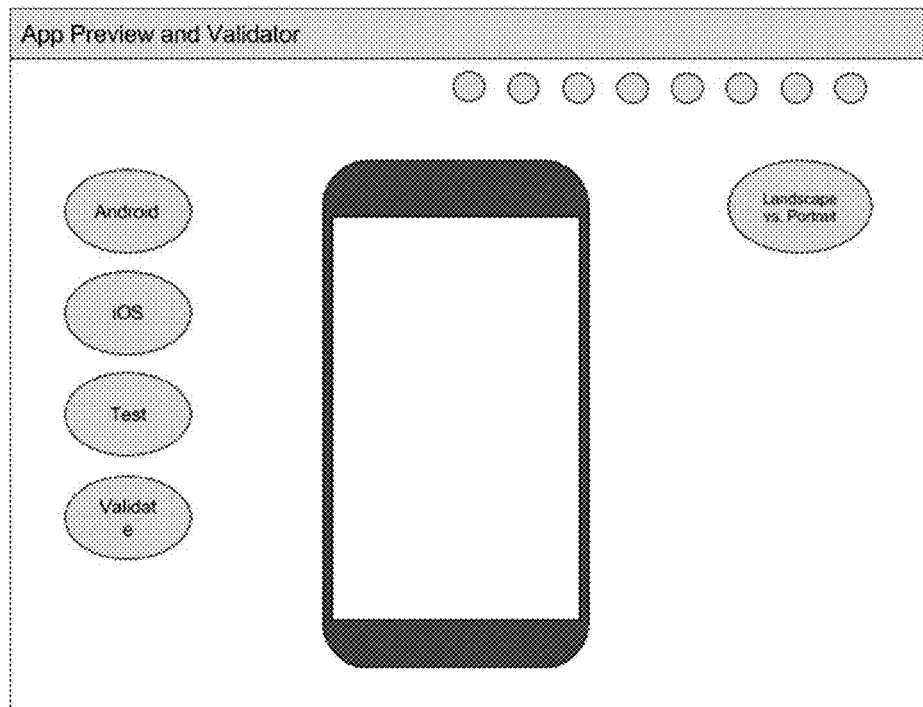 App Preview and Validator
Android
Landscape
vs. Portrait
iOS
Test
Validat
e